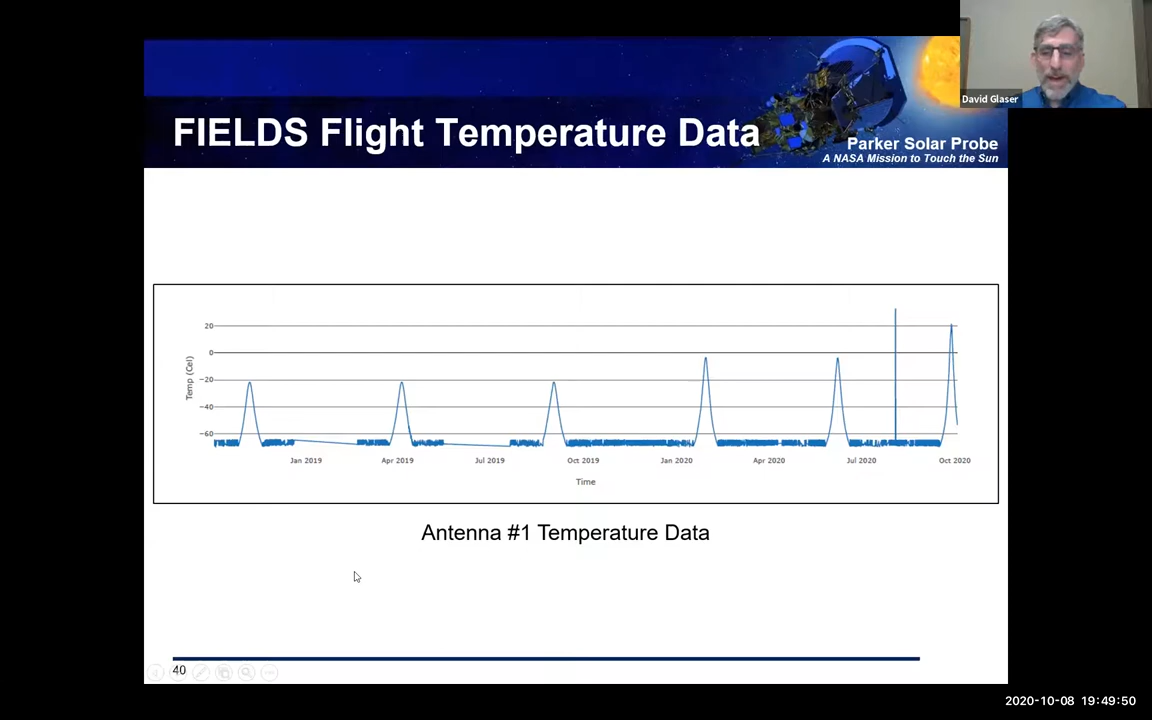 David Glaser
FIELDS Flight Temperature Data
Parker Solar Probe
A NASA Mission to Touch the Sun
20
0
−20
−40
−60
Temp (Cel)
Jan 2019 Apr 2019 Jul 2019 Oct 2019 Jan 2020 Apr 2020 Jul 2020 Oct 2020
Time
Antenna #1 Temperature Data
40
2020-10-08 19:49:50